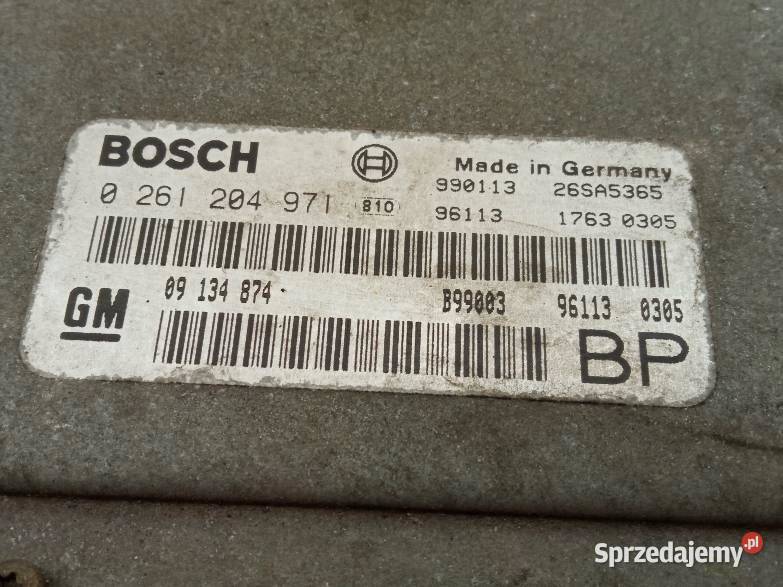 BOSCH
Made in Germany
0 261 204 971 810
990113 26SA5365
96113 1763 0305
09 134 874
B99003 96113 0305
GM
BP
Sprzedajemy.pl